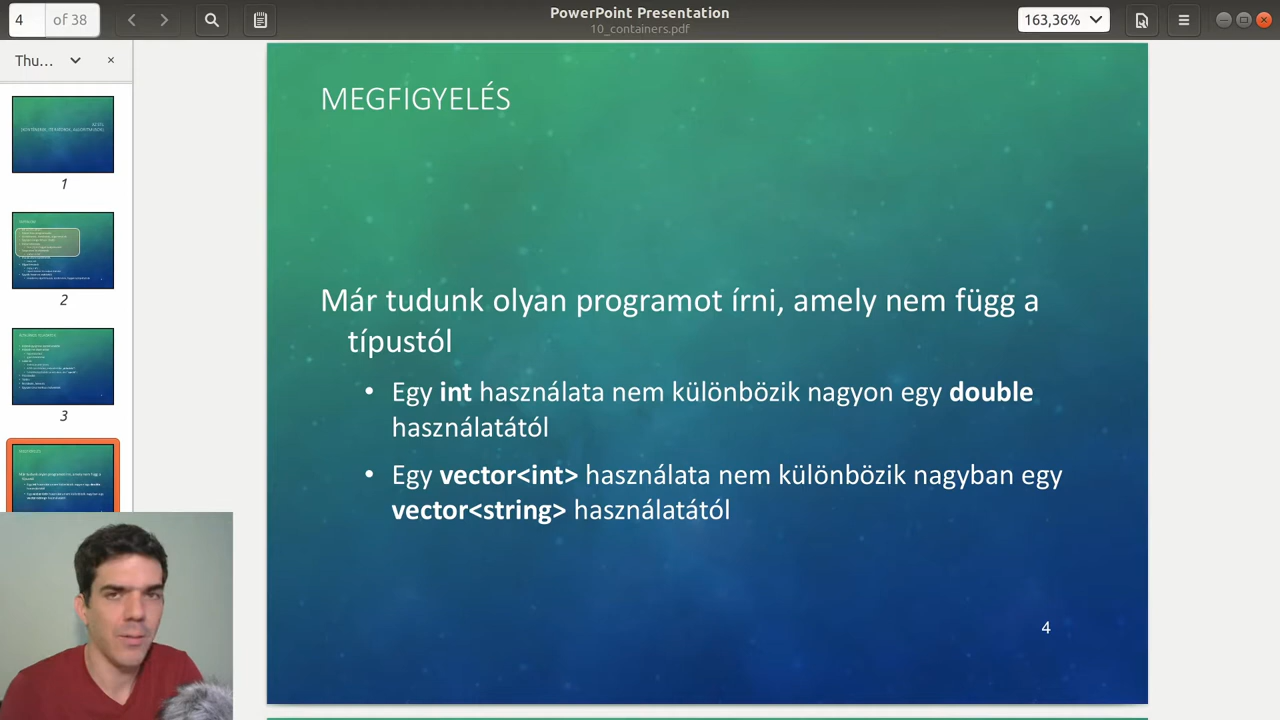 4 of 38
PowerPoint Presentation
10_containers.pdf
163,36%
Thu...
1
2
3
MEGFIGYELÉS
Már tudunk olyan programot írni, amely nem függ a
típustól
• Egy int használata nem különbözik nagyon egy double
használatától
• Egy vector<int> használata nem különbözik nagyban egy
vector<string> használatától
4